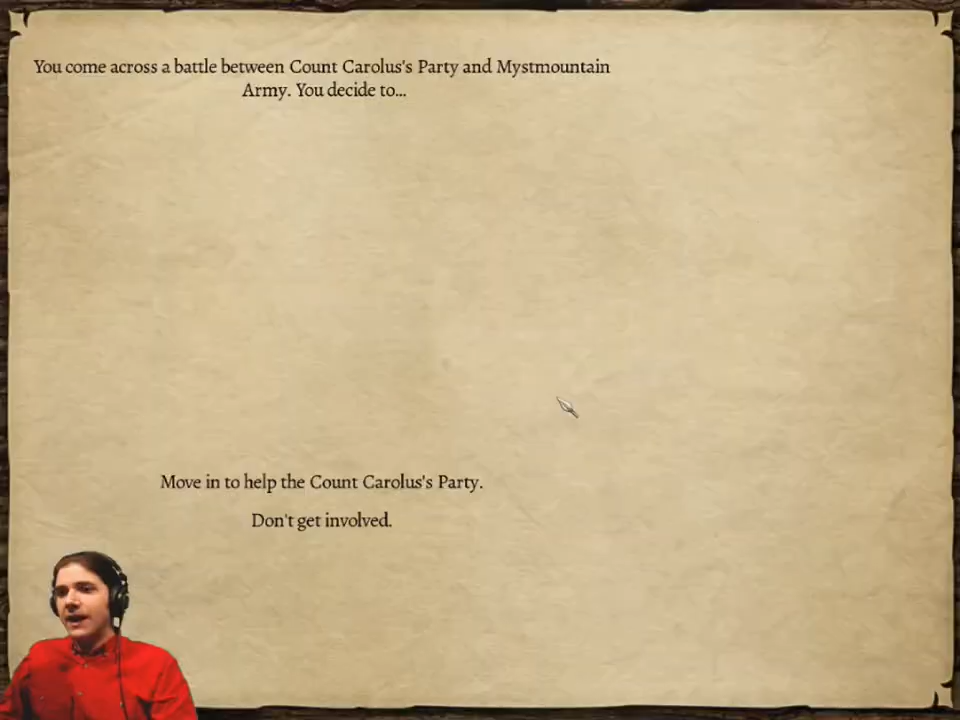 You come across a battle between Count Carolus's Party and Mystmountain
Army. You decide to...
Move in to help the Count Carolus's Party.
Don't get involved.